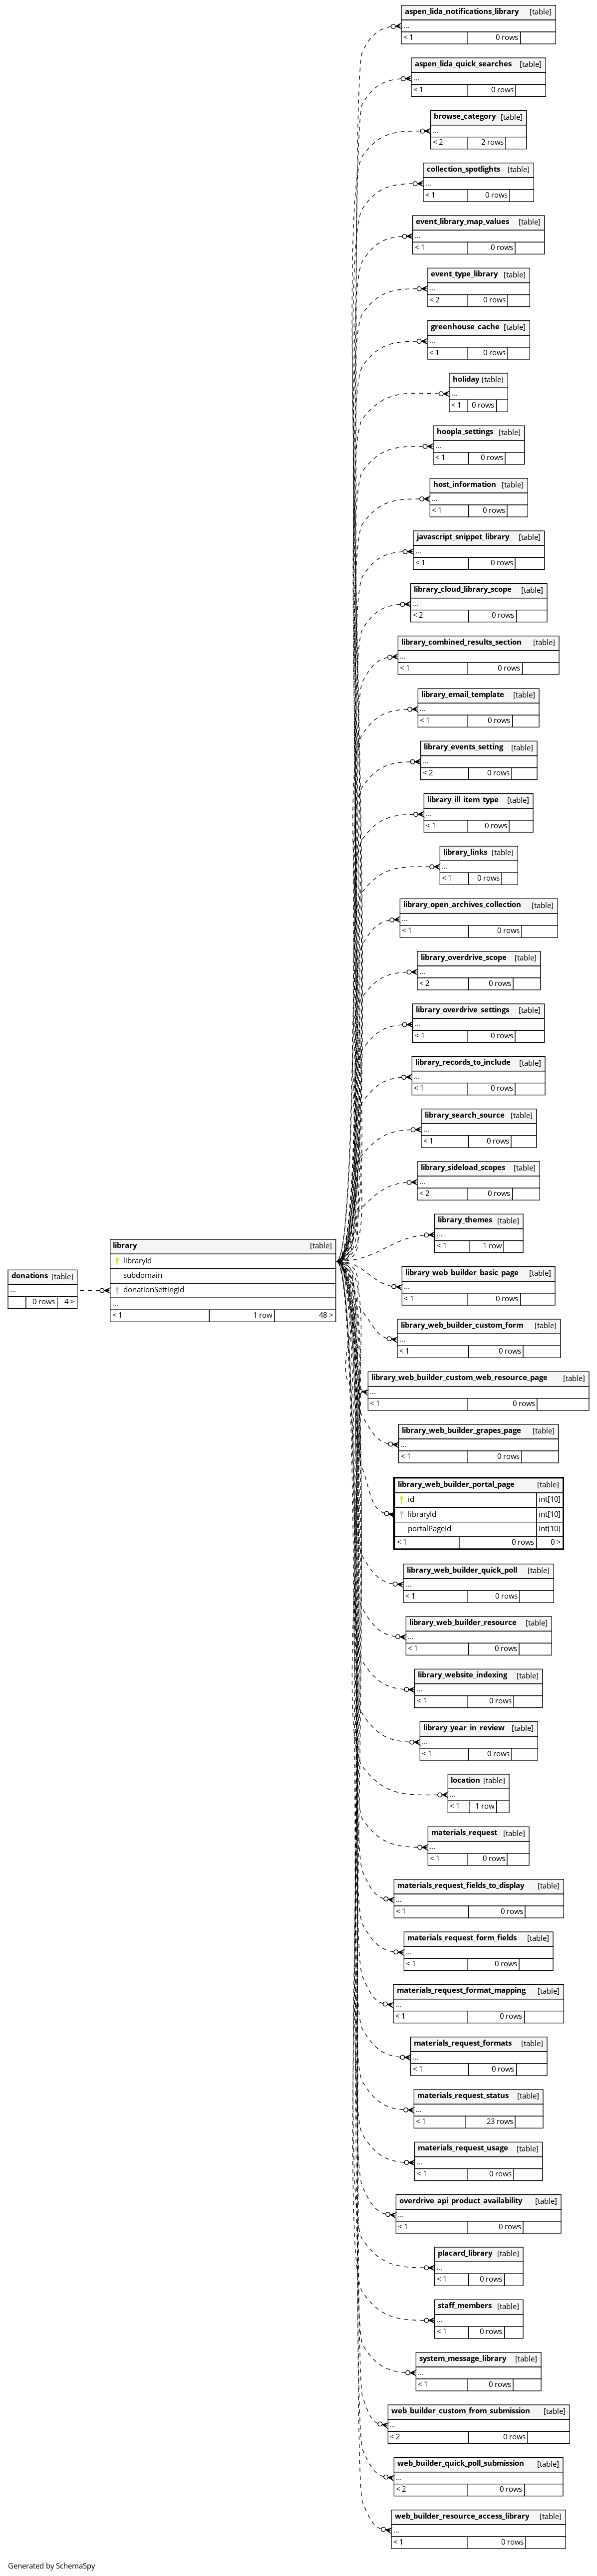 aspen_lida_notifications_library [table]
...
< 1 0 rows
aspen_lida_quick_searches [table]
...
< 1 0 rows
browse_category [table]
...
< 2 2 rows
collection_spotlights [table]
...
< 1 0 rows
event_library_map_values [table]
...
< 1 0 rows
event_type_library [table]
...
< 2 0 rows
greenhouse_cache [table]
...
< 1 0 rows
holiday [table]
...
< 1 0 rows
hoopla_settings [table]
...
< 1 0 rows
host_information [table]
...
< 1 0 rows
javascript_snippet_library [table]
...
< 1 0 rows
library_cloud_library_scope [table]
...
< 2 0 rows
library_combined_results_section [table]
...
< 1 0 rows
library_email_template [table]
...
< 1 0 rows
library_events_setting [table]
...
< 2 0 rows
library_ill_item_type [table]
...
< 1 0 rows
library_links [table]
...
< 1 0 rows
library_open_archives_collection [table]
...
< 1 0 rows
library_overdrive_scope [table]
...
< 2 0 rows
library_overdrive_settings [table]
...
< 1 0 rows
library_records_to_include [table]
...
< 1 0 rows
library_search_source [table]
...
< 1 0 rows
library_sideload_scopes [table]
...
< 2 0 rows
library_themes [table]
...
< 1 1 row
library [table]
libraryId
subdomain
donationSettingId
...
< 1 1 row 48 >
donations [table]
...
0 rows 4 >
library_web_builder_basic_page [table]
...
< 1 0 rows
library_web_builder_custom_form [table]
...
< 1 0 rows
library_web_builder_custom_web_resource_page [table]
...
< 1 0 rows
library_web_builder_grapes_page [table]
...
< 1 0 rows
library_web_builder_portal_page [table]
id int[10]
libraryId int[10]
portalPageId int[10]
< 1 0 rows 0 >
library_web_builder_quick_poll [table]
...
< 1 0 rows
library_web_builder_resource [table]
...
< 1 0 rows
library_website_indexing [table]
...
< 1 0 rows
library_year_in_review [table]
...
< 1 0 rows
location [table]
...
< 1 1 row
materials_request [table]
...
< 1 0 rows
materials_request_fields_to_display [table]
...
< 1 0 rows
materials_request_form_fields [table]
...
< 1 0 rows
materials_request_format_mapping [table]
...
< 1 0 rows
materials_request_formats [table]
...
< 1 0 rows
materials_request_status [table]
...
< 1 23 rows
materials_request_usage [table]
...
< 1 0 rows
overdrive_api_product_availability [table]
...
< 1 0 rows
placard_library [table]
...
< 1 0 rows
staff_members [table]
...
< 1 0 rows
system_message_library [table]
...
< 1 0 rows
web_builder_custom_from_submission [table]
...
< 2 0 rows
web_builder_quick_poll_submission [table]
...
< 2 0 rows
web_builder_resource_access_library [table]
...
< 1 0 rows
Generated by SchemaSpy